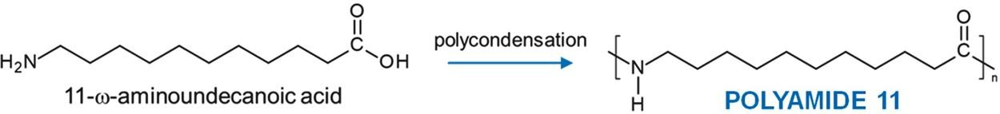 O
H₂N
C
OH
11-ω-aminoundecanoic acid
polycondensation
O
C
N
H
n
POLYAMIDE 11